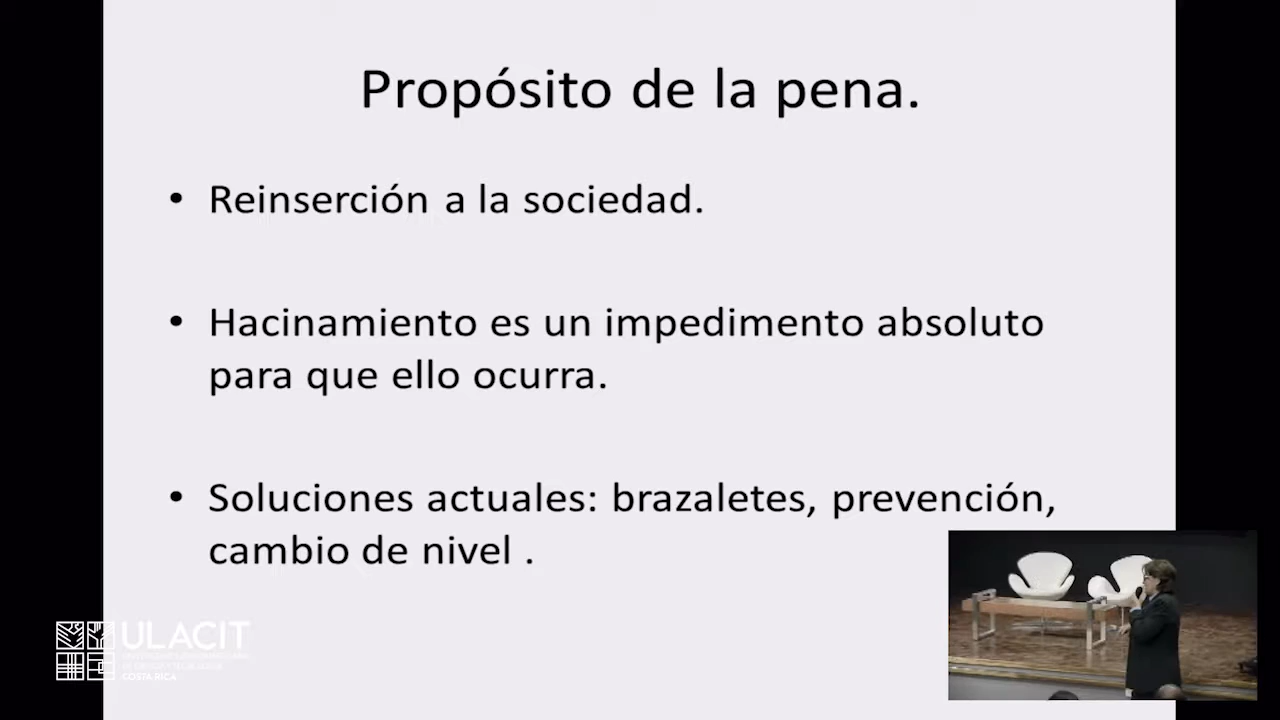 Propósito de la pena.
• Reinserción a la sociedad.
• Hacinamiento es un impedimento absoluto
para que ello ocurra.
• Soluciones actuales: brazaletes, prevención,
cambio de nivel .
ULACIT
COSTA RICA